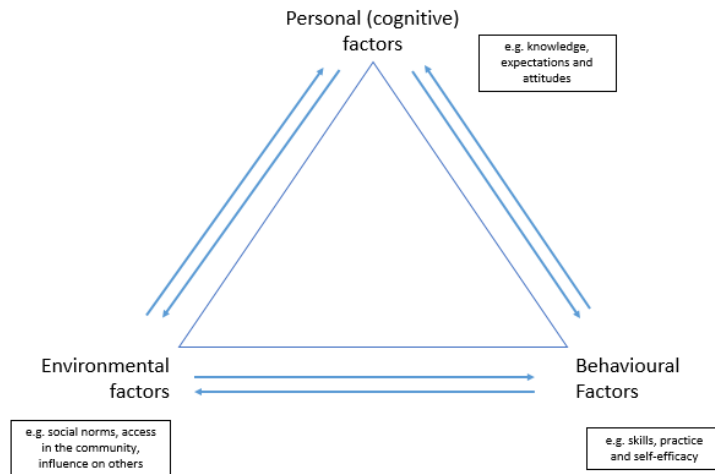 Personal (cognitive)
factors
e.g. knowledge,
expectations and
attitudes
Environmental
factors
Behavioural
Factors
e.g. social norms, access
in the community,
influence on others
e.g. skills, practice
and self-efficacy